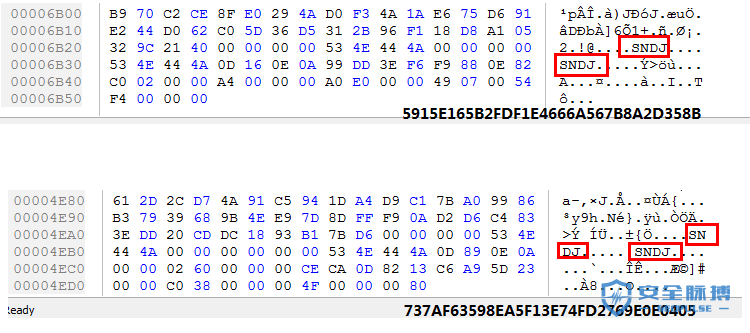 00006B00 B9 70 C2 CE 8F E0 29 4A D0 F3 4A 1A E6 75 D6 91 ¹pÂÎ.à)JÐóJ.æuÖ.
00006B10 E2 44 D0 62 C0 5D 36 D5 31 2B 96 F1 18 D8 A1 05 âDÐbÀ]6Õ1+.ñ.Ø¡.
00006B20 32 9C 21 40 00 00 00 00 53 4E 44 4A 00 00 00 00 2.!@....SNDJ....
00006B30 53 4E 44 4A 0D 16 0E 0A 99 DD 3E F6 F9 88 0E 82 SNDJ.....Ý>öù...
00006B40 C0 02 00 00 A4 00 00 00 A0 E0 00 00 49 07 00 54 À...¤....à..I..T
00006B50 F4 00 00 00 ô...
5915E165B2FDF1E4666A567B8A2D358B
00004E80 61 2D 2C D7 4A 91 C5 94 1D A4 D9 C1 7B A0 99 86 a-,×J.Å..¤ÙÁ{...
00004E90 B3 79 39 68 9B 4E E9 7D 8D FF F9 0A D2 D6 C4 83 ³y9h.Né}.ÿù.ÒÖÄ.
00004EA0 3E DD 20 CD DC 18 93 B1 7B D6 00 00 00 00 53 4E >Ý ÍÜ..±{Ö....SN
00004EB0 44 4A 00 00 00 00 53 4E 44 4A 0D 89 0E 0A DJ....SNDJ....
00004EC0 00 00 02 60 00 00 00 CE CA 0D 82 13 C6 A9 5D 23 ...`...ÎÊ...Æ©]#
00004ED0 00 00 C0 38 00 00 00 4F 00 00 00 80 ..À8...O....
eady 737AF63598EA5F13E74FD2769E0E0405
安全脉搏